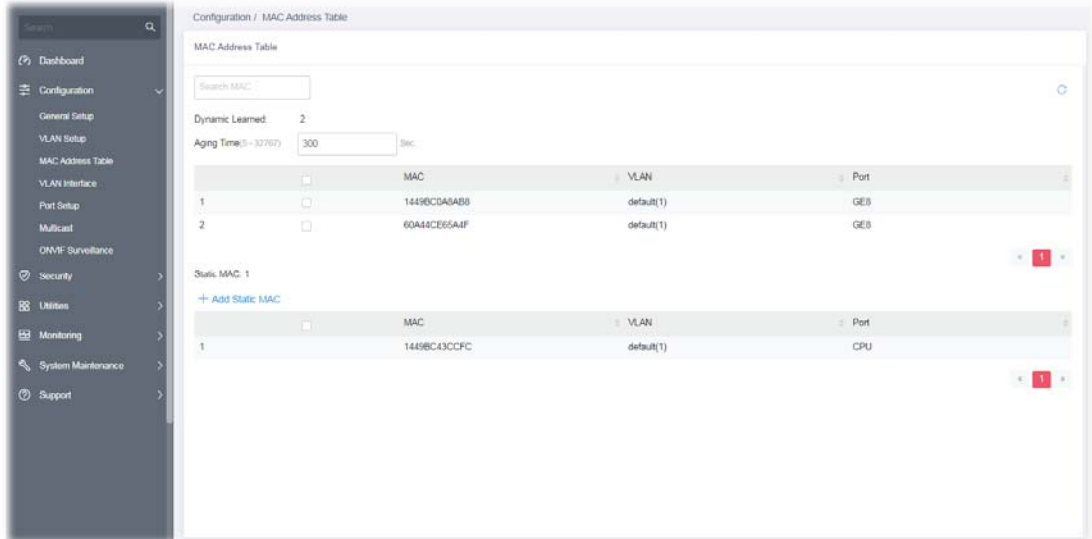 Search
Configuration / MAC Address Table
MAC Address Table
Dashboard
Configuration
General Setup
VLAN Setup
MAC Address Table
VLAN Interface
Port Setup
Multicast
ONVIF Surveillance
Security
Utilities
Monitoring
System Maintenance
Support
Search MAC
Dynamic Learned: 2
Aging Time(5~32767) 300 Sec.
MAC VLAN Port
1 1449BC0A8AB8 default(1) GE8
2 60A44CE65A4F default(1) GE8
« 1 »
Static MAC: 1
+ Add Static MAC
MAC VLAN Port
1 1449BC43CCFC default(1) CPU
« 1 »